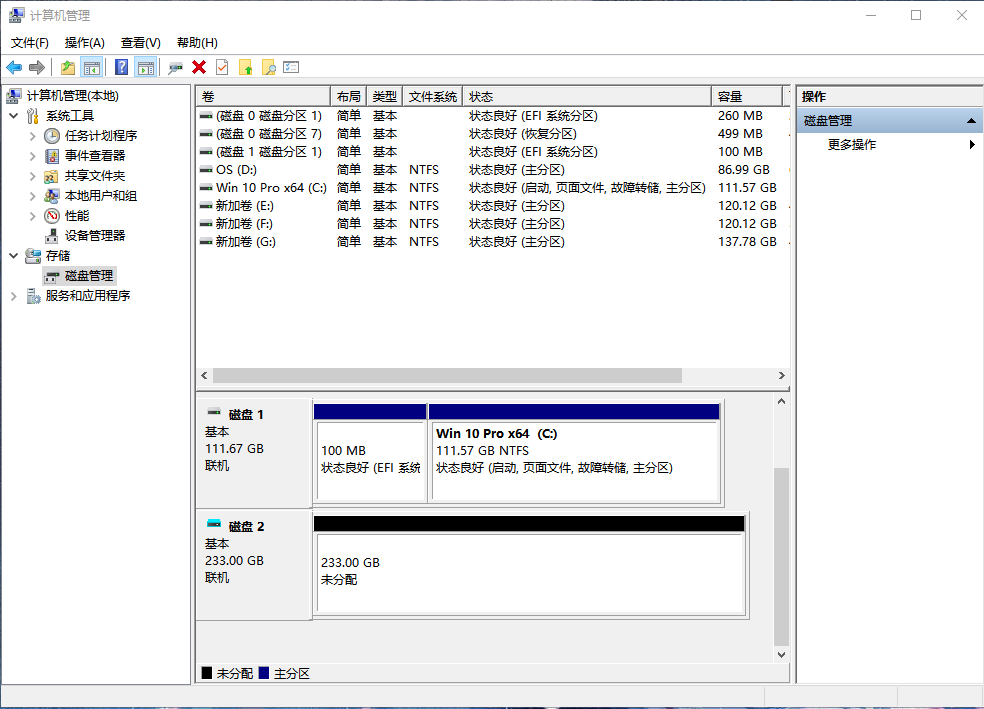 计算机管理
文件(F) 操作(A) 查看(V) 帮助(H)
计算机管理(本地)
系统工具
任务计划程序
事件查看器
共享文件夹
本地用户和组
性能
设备管理器
存储
磁盘管理
服务和应用程序
卷 布局 类型 文件系统 状态 容量
(磁盘 0 磁盘分区 1) 简单 基本 状态良好 (EFI 系统分区) 260 MB
(磁盘 0 磁盘分区 7) 简单 基本 状态良好 (恢复分区) 499 MB
(磁盘 1 磁盘分区 1) 简单 基本 状态良好 (EFI 系统分区) 100 MB
OS (D:) 简单 基本 NTFS 状态良好 (主分区) 86.99 GB
Win 10 Pro x64 (C:) 简单 基本 NTFS 状态良好 (启动, 页面文件, 故障转储, 主分区) 111.57 GB
新加卷 (E:) 简单 基本 NTFS 状态良好 (主分区) 120.12 GB
新加卷 (F:) 简单 基本 NTFS 状态良好 (主分区) 120.12 GB
新加卷 (G:) 简单 基本 NTFS 状态良好 (主分区) 137.78 GB
磁盘 1
基本
111.67 GB
联机
100 MB
状态良好 (EFI 系统
Win 10 Pro x64 (C:)
111.57 GB NTFS
状态良好 (启动, 页面文件, 故障转储, 主分区)
磁盘 2
基本
233.00 GB
联机
233.00 GB
未分配
未分配 主分区
操作
磁盘管理
更多操作